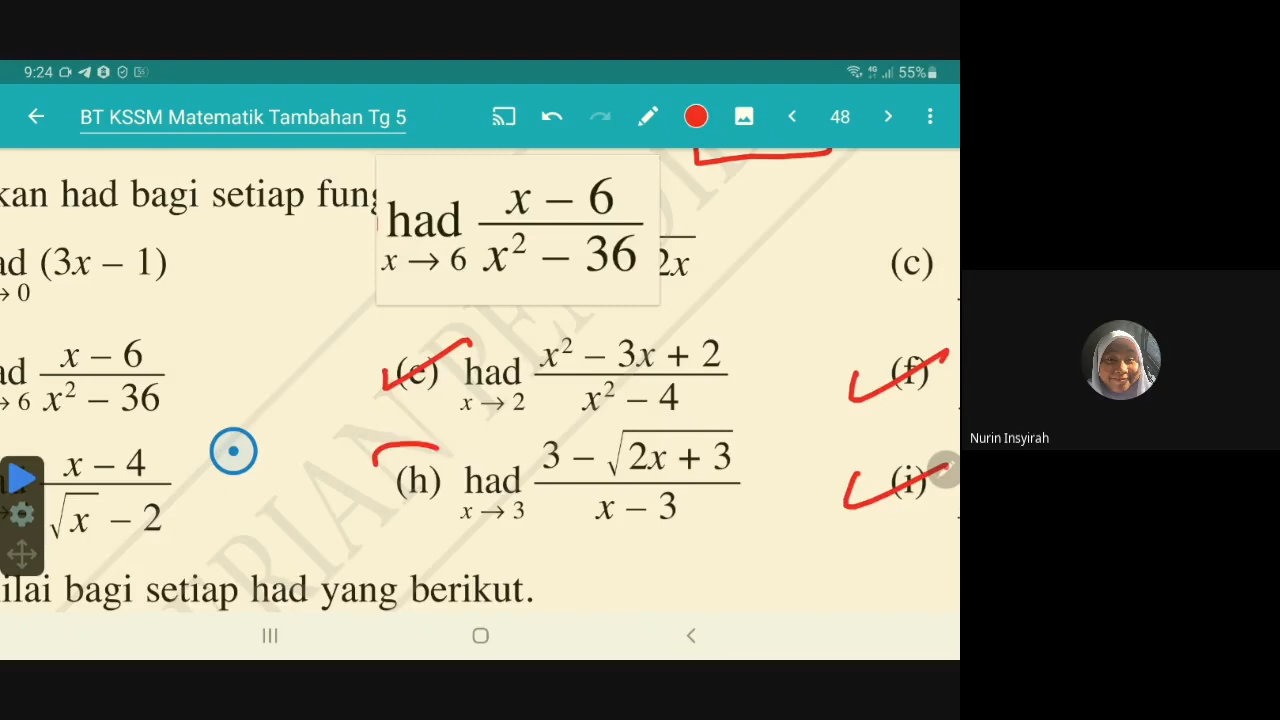 9:24 55%
BT KSSM Matematik Tambahan Tg 5 48
kan had bagi setiap fung
had x → 6 (x − 6)/(x² − 36)
ad → 0 (3x − 1)
2x
(c)
ad → 6 (x − 6)/(x² − 36)
(e) had x → 2 (x² − 3x + 2)/(x² − 4)
(f)
(x − 4)/(√x − 2)
(h) had x → 3 (3 − √(2x + 3))/(x − 3)
(i)
ilai bagi setiap had yang berikut.
Nurin Insyirah